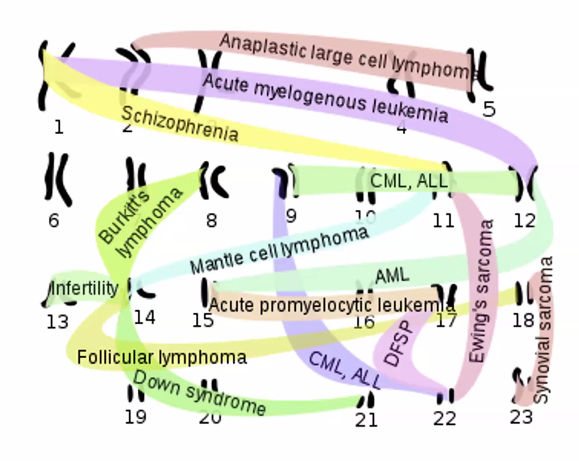 Anaplastic large cell lymphoma
Acute myelogenous leukemia
Schizophrenia
1
2
4
5
CML, ALL
6
8
9
10
11
12
Burkitt's
lymphoma
Mantle cell lymphoma
AML
Infertility
Acute promyelocytic leukemia
Ewing's sarcoma
Synovial sarcoma
13
14
15
16
17
18
DFSP
Follicular lymphoma
CML, ALL
Down syndrome
19
20
21
22
23